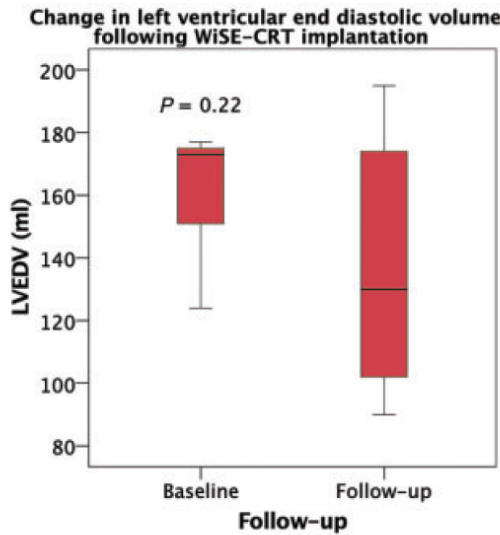 Change in left ventricular end diastolic volume
following WiSE-CRT implantation
P = 0.22
LVEDV (ml)
200
180
160
140
120
100
80
Baseline
Follow-up
Follow-up